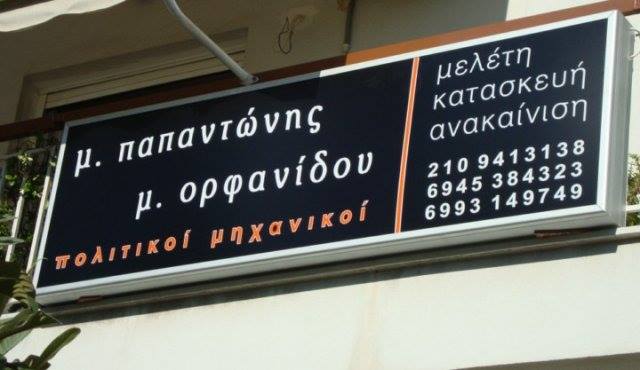 μ. παπαντώνης
μ. ορφανίδου
πολιτικοί μηχανικοί
μελέτη
κατασκευή
ανακαίνιση
210 9413138
6945 384323
6993 149749